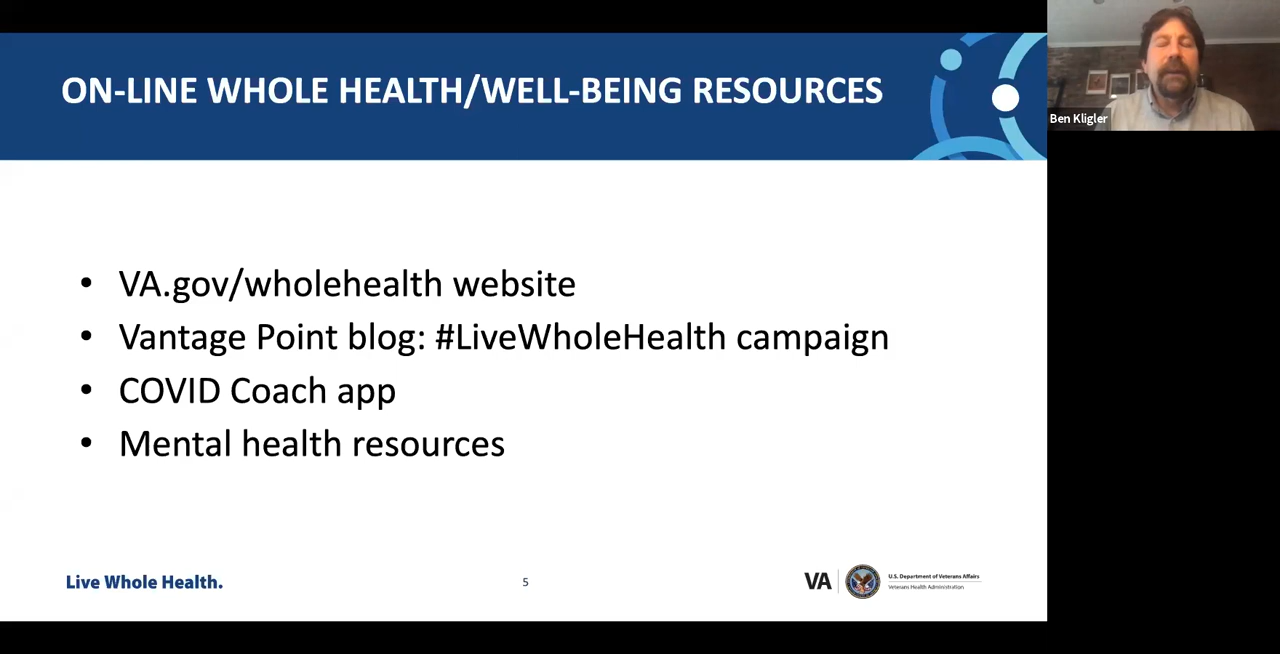 ON-LINE WHOLE HEALTH/WELL-BEING RESOURCES
Ben Kligler
• VA.gov/wholehealth website
• Vantage Point blog: #LiveWholeHealth campaign
• COVID Coach app
• Mental health resources
Live Whole Health.
5
VA
U.S. Department of Veterans Affairs
Veterans Health Administration